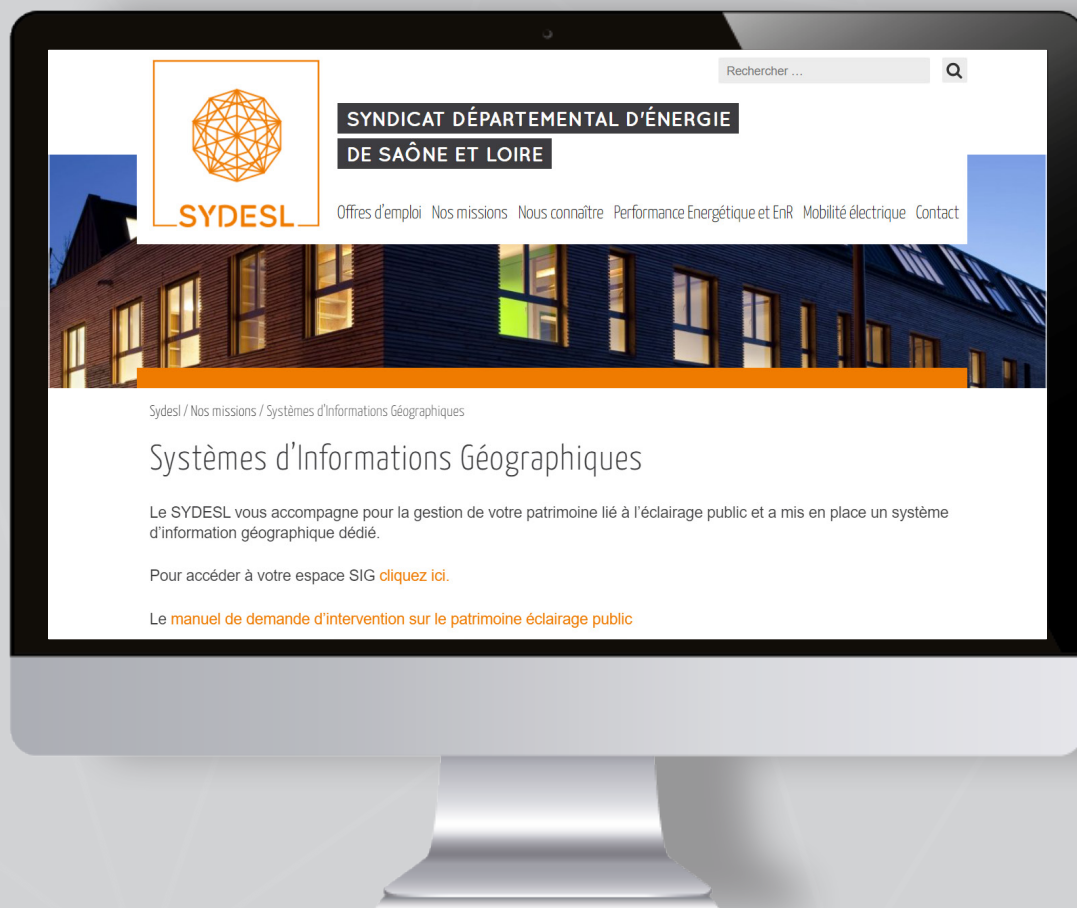 Rechercher ...
SYNDICAT DÉPARTEMENTAL D'ÉNERGIE
DE SAÔNE ET LOIRE
SYDESL
Offres d'emploi Nos missions Nous connaître Performance Energétique et EnR Mobilité électrique Contact
Sydesl / Nos missions / Systèmes d'Informations Géographiques
Systèmes d'Informations Géographiques
Le SYDESL vous accompagne pour la gestion de votre patrimoine lié à l'éclairage public et a mis en place un système
d'information géographique dédié.
Pour accéder à votre espace SIG cliquez ici.
Le manuel de demande d'intervention sur le patrimoine éclairage public